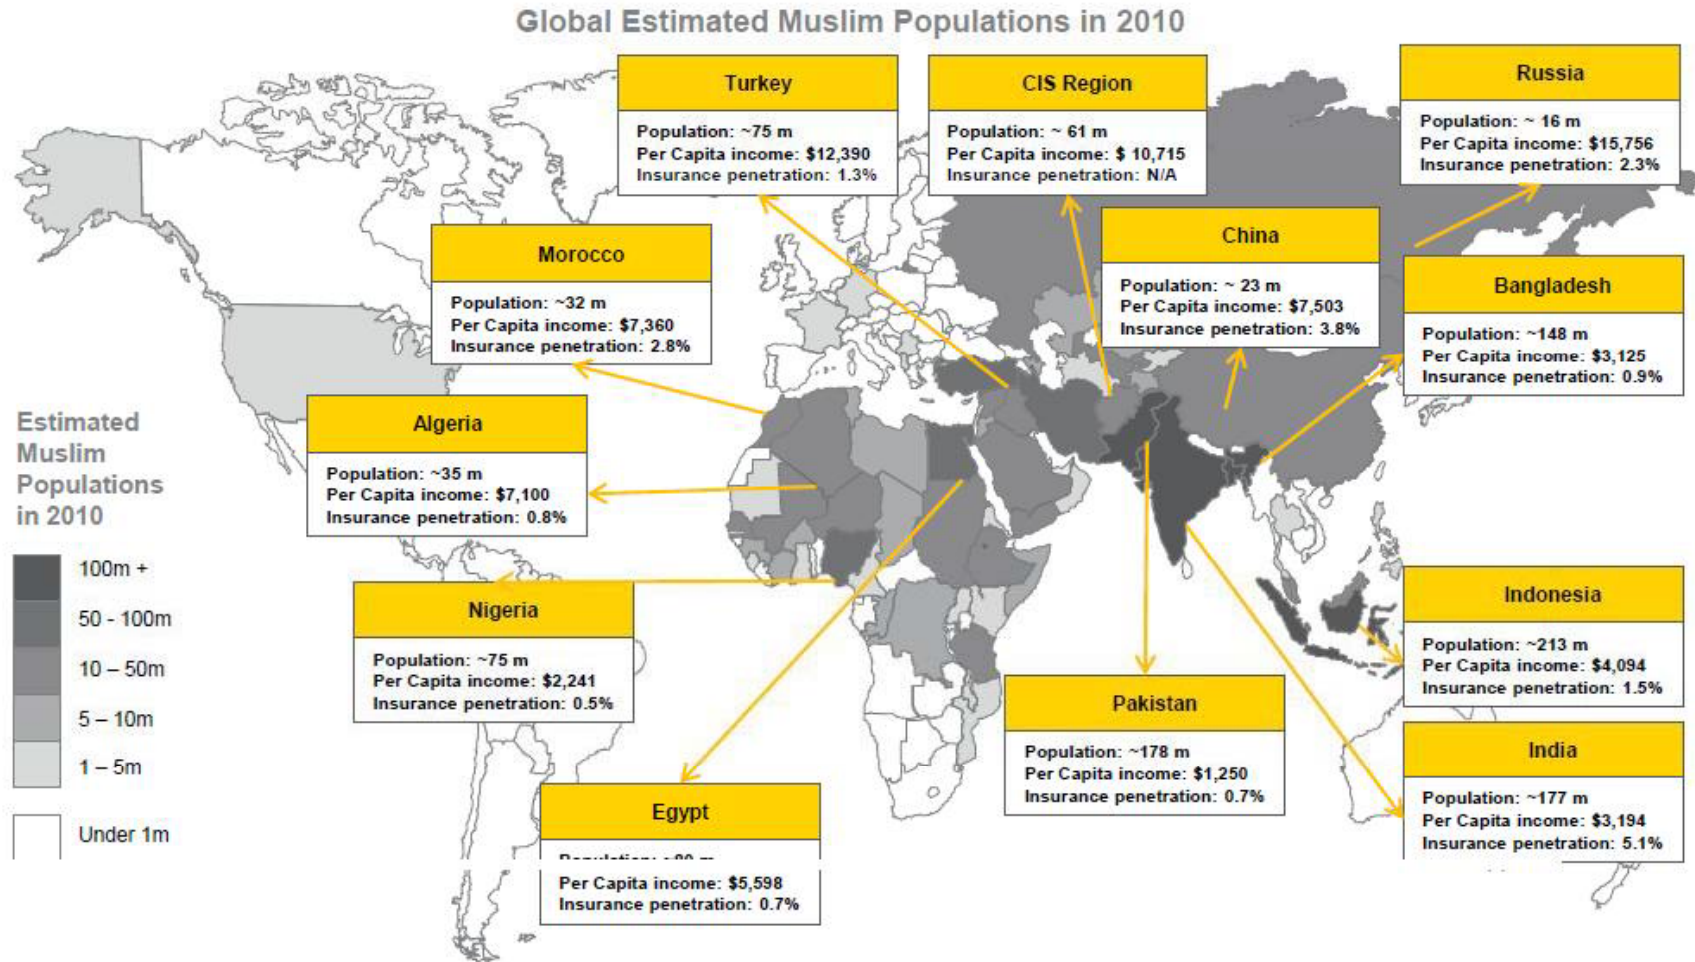 Global Estimated Muslim Populations in 2010
Turkey
Population: ~75 m
Per Capita income: $12,390
Insurance penetration: 1.3%
CIS Region
Population: ~ 61 m
Per Capita income: $ 10,715
Insurance penetration: N/A
Russia
Population: ~ 16 m
Per Capita income: $15,756
Insurance penetration: 2.3%
Morocco
Population: ~32 m
Per Capita income: $7,360
Insurance penetration: 2.8%
China
Population: ~ 23 m
Per Capita income: $7,503
Insurance penetration: 3.8%
Bangladesh
Population: ~148 m
Per Capita income: $3,125
Insurance penetration: 0.9%
Algeria
Population: ~35 m
Per Capita income: $7,100
Insurance penetration: 0.8%
Estimated
Muslim
Populations
in 2010
100m +
50 - 100m
10 – 50m
5 – 10m
1 – 5m
Under 1m
Nigeria
Population: ~75 m
Per Capita income: $2,241
Insurance penetration: 0.5%
Indonesia
Population: ~213 m
Per Capita income: $4,094
Insurance penetration: 1.5%
Pakistan
Population: ~178 m
Per Capita income: $1,250
Insurance penetration: 0.7%
India
Population: ~177 m
Per Capita income: $3,194
Insurance penetration: 5.1%
Egypt
Per Capita income: $5,598
Insurance penetration: 0.7%